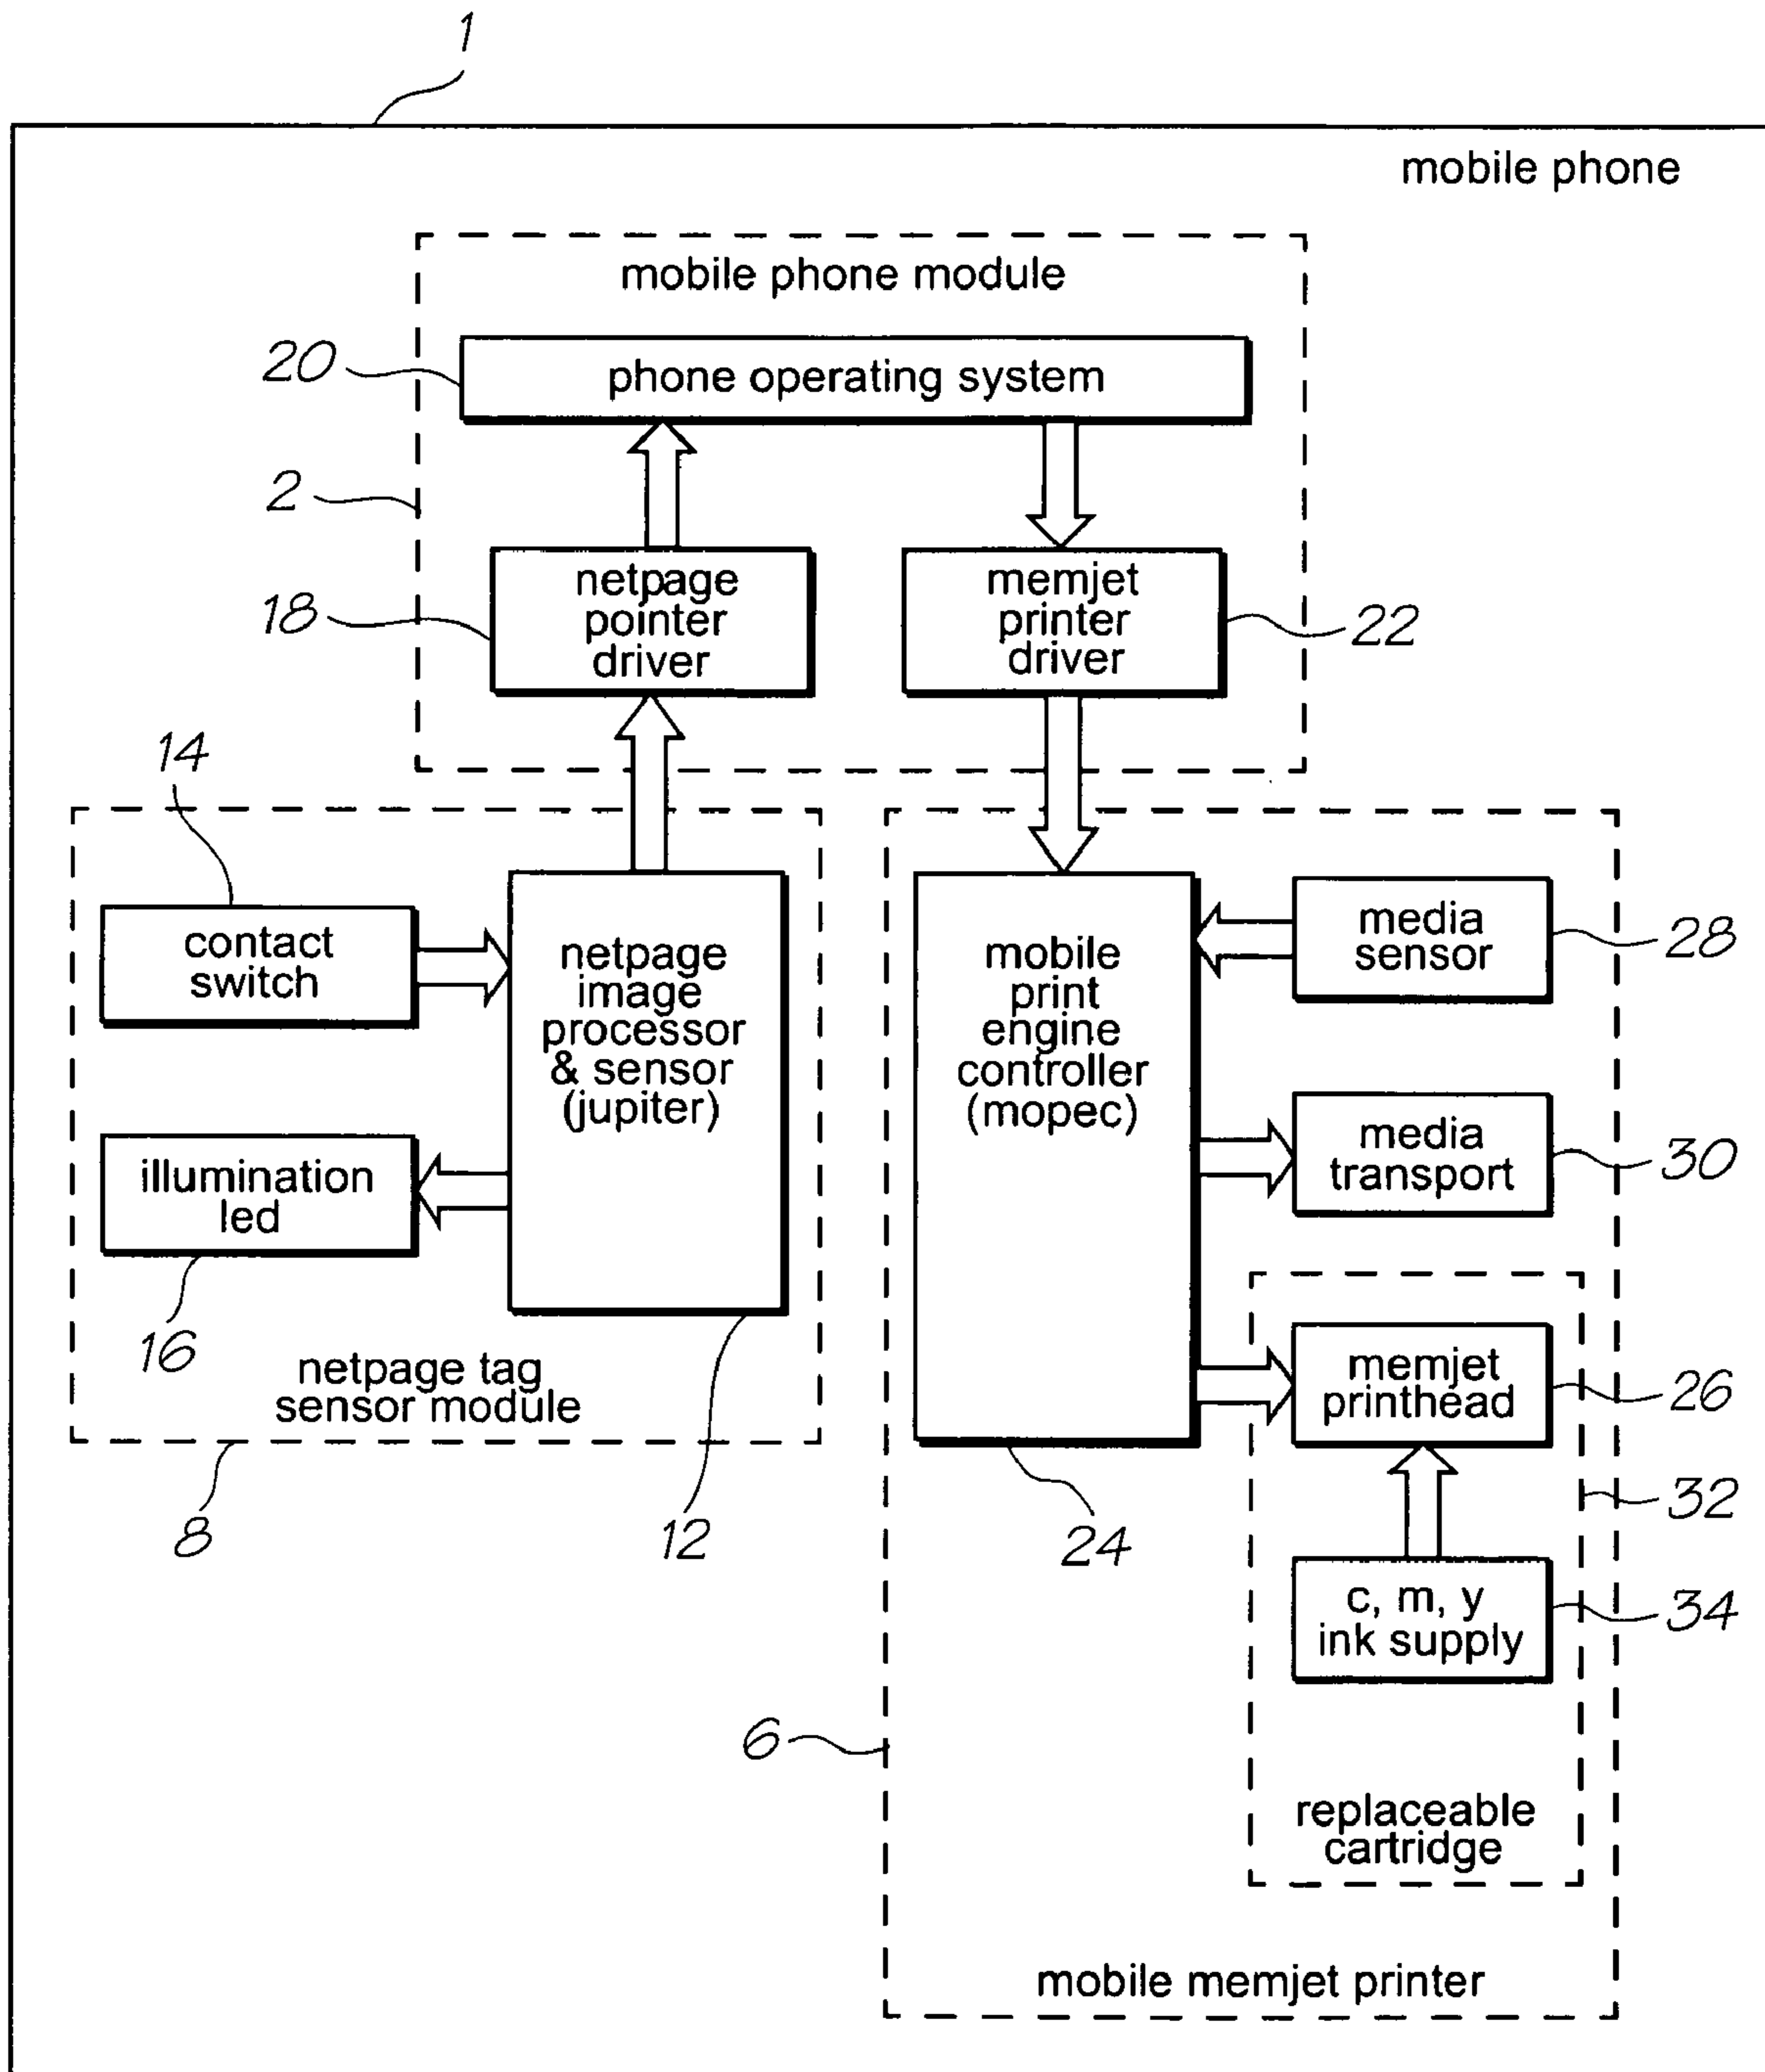 1
mobile phone
mobile phone module
20
phone operating system
2
18
netpage
pointer
driver
memjet
printer
driver
22
14
contact
switch
netpage
image
processor
& sensor
(jupiter)
illumination
led
16
netpage tag
sensor module
8
12
mobile
print
engine
controller
(mopec)
media
sensor
28
media
transport
30
memjet
printhead
26
24
32
c, m, y
ink supply
34
6
replaceable
cartridge
mobile memjet printer